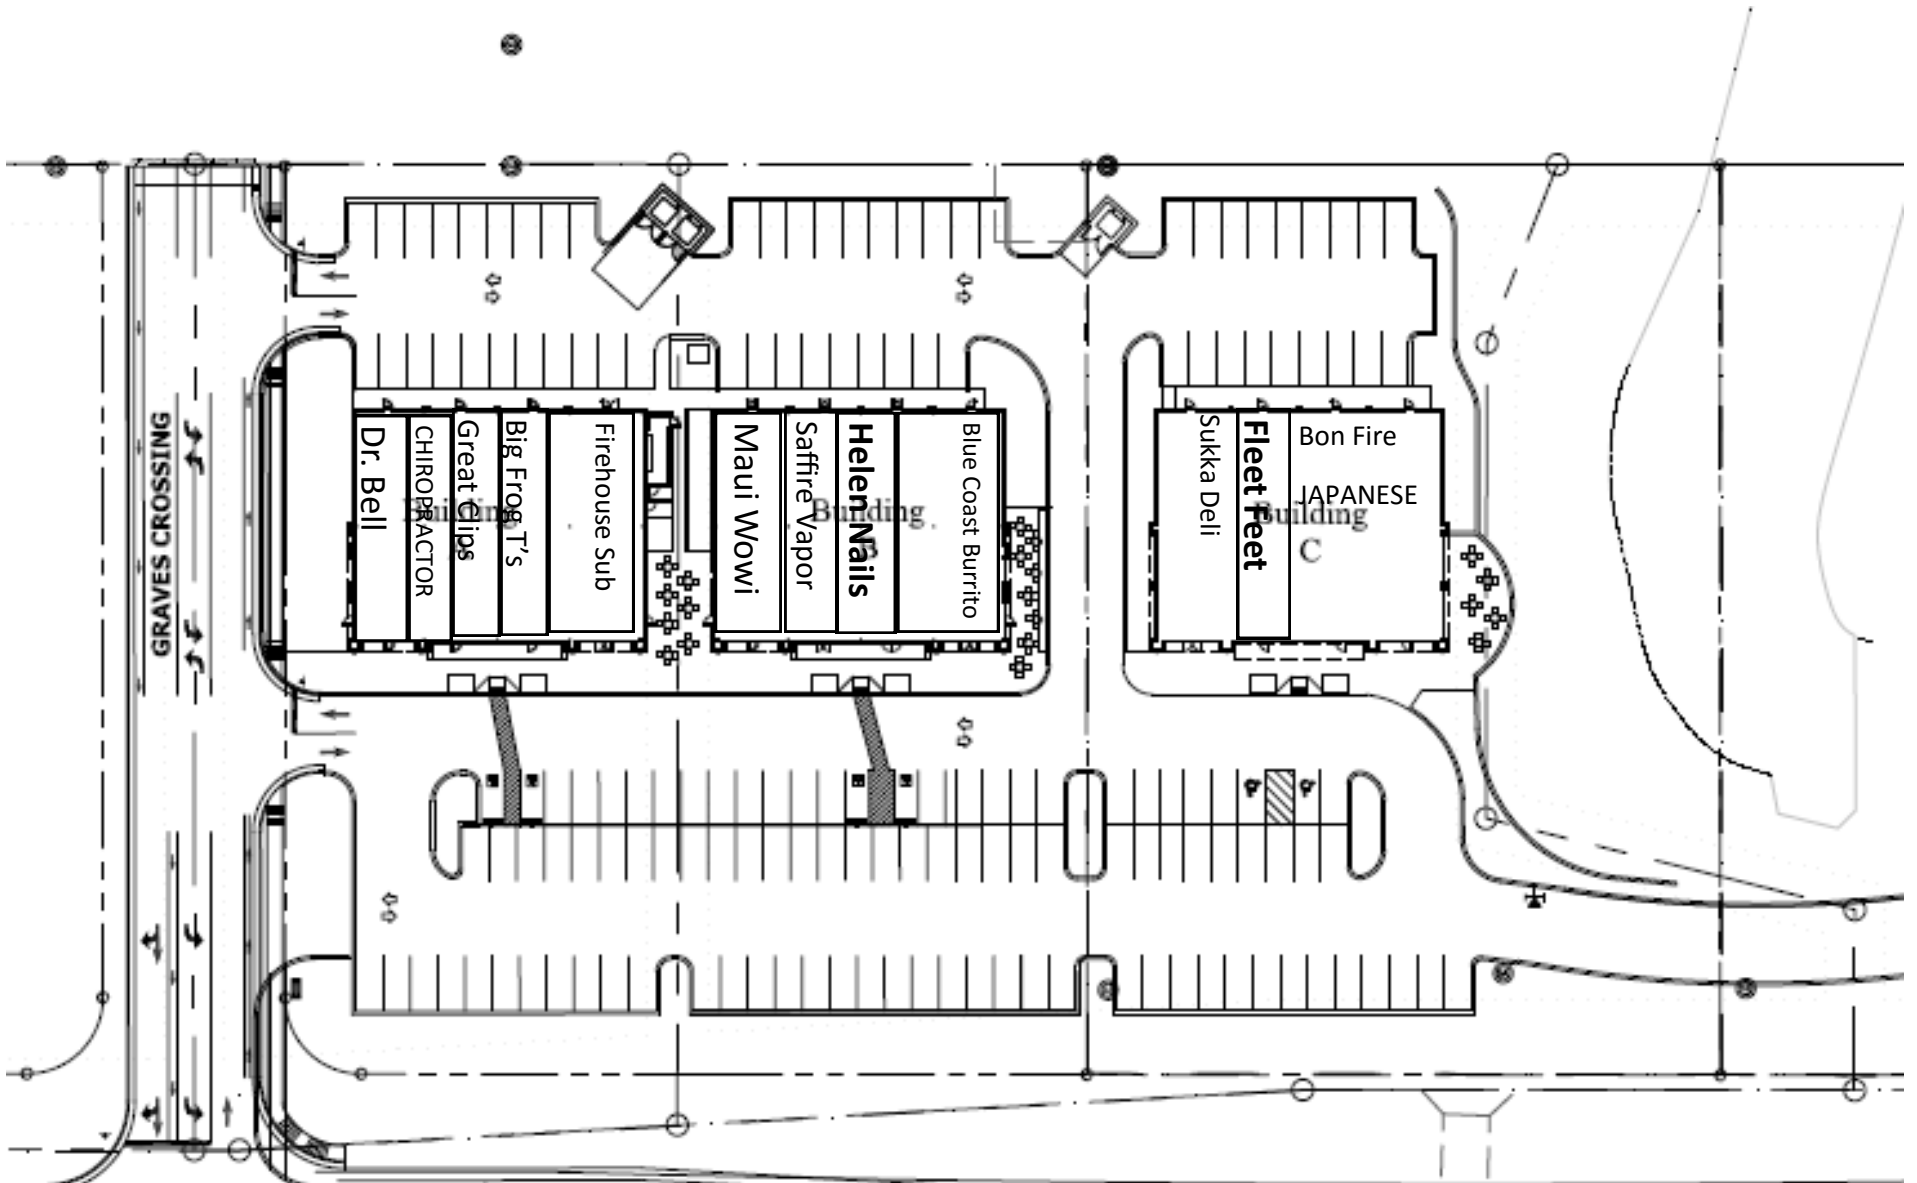 GRAVES CROSSING
Dr. Bell
CHIROPRACTOR
Great Clips
Big Frog T's
Firehouse Sub
Building
A
Maui Wowi
Saffire Vapor
Helen Nails
Blue Coast Burrito
Building
B
Sukka Deli
Fleet Feet
Bon Fire
JAPANESE
Building
C